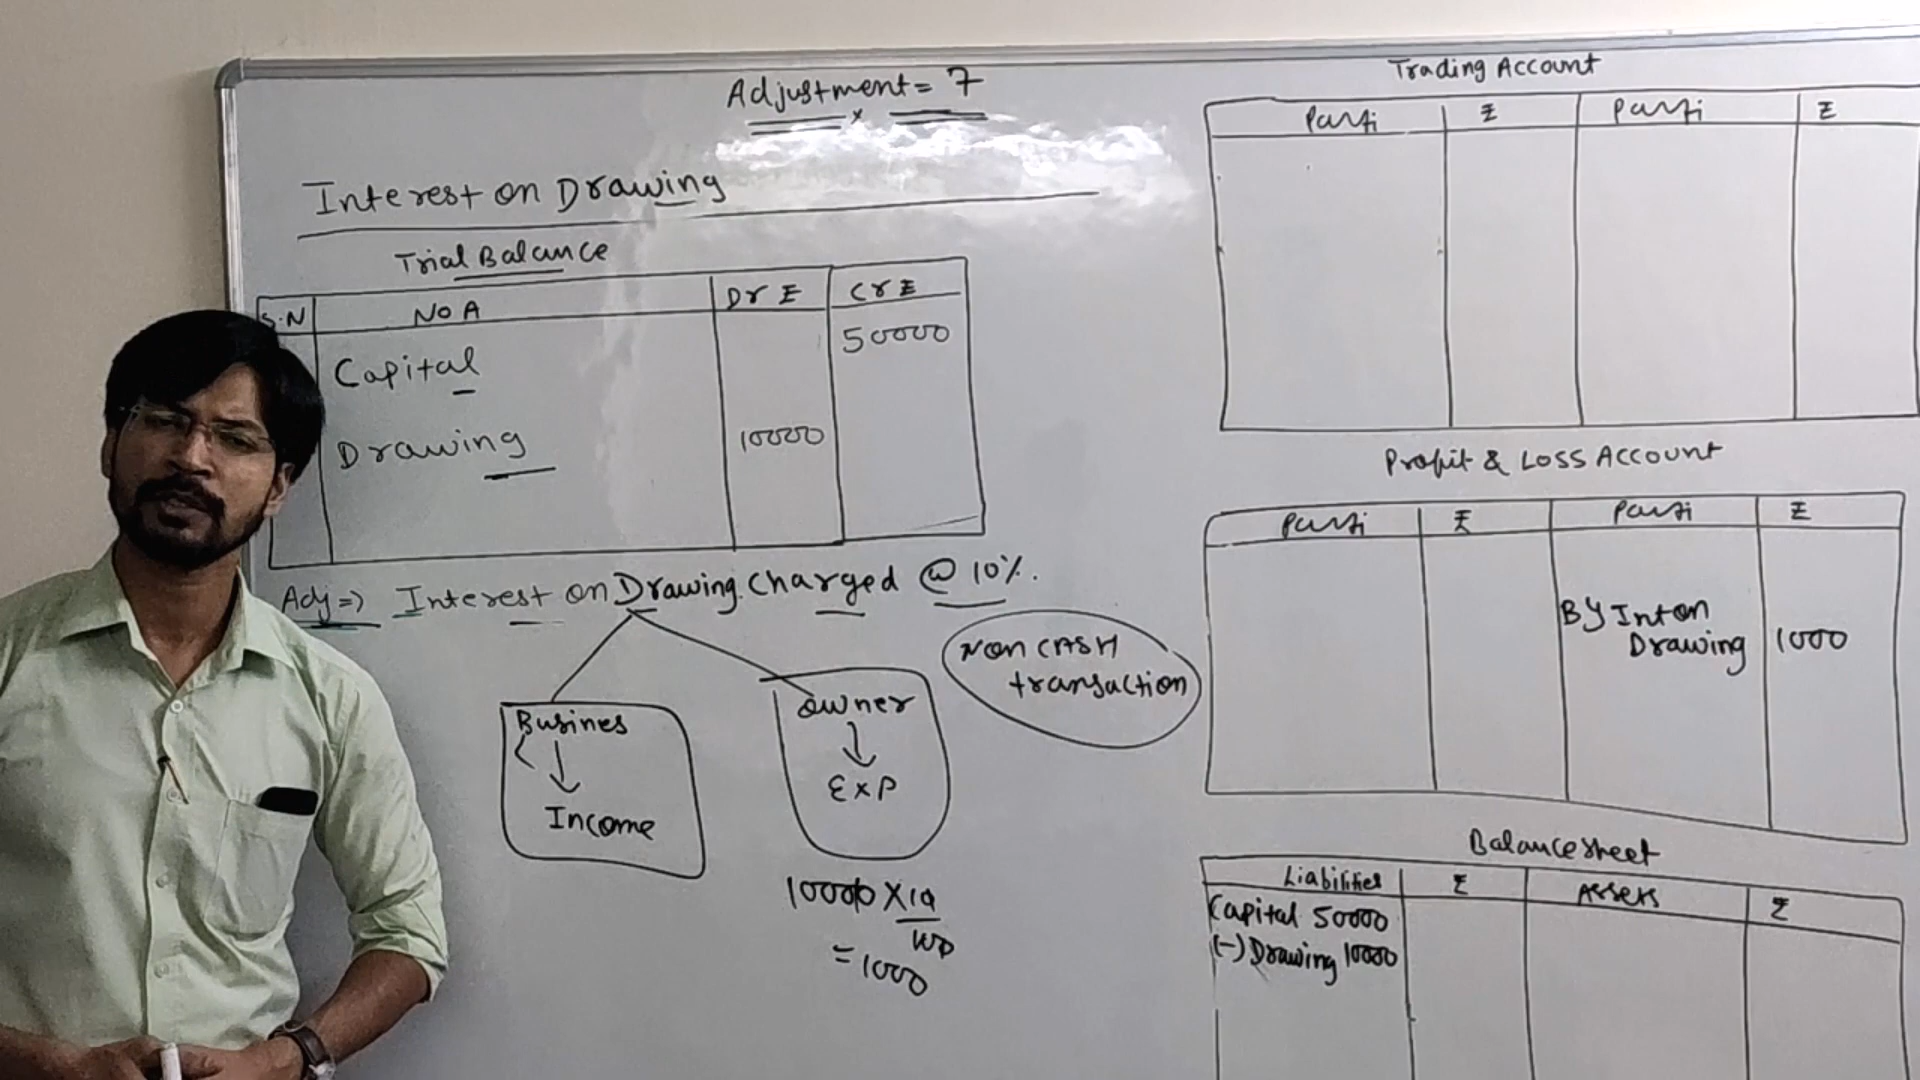 Adjustment = 7
x
Interest on Drawing
Trial Balance
S.N NOA Dr ₹ Cr ₹
Capital 50000
Drawing 10000
Adj => Interest on Drawing Charged @ 10%.
Busines
Income
owner
Exp
NON CASH
transaction
10000 X 10
100
= 1000
Trading Account
Parti ₹ Parti ₹
Profit & Loss Account
Parti ₹ Parti ₹
By Int on
Drawing 1000
Balance sheet
Liabilities ₹ Assets ₹
Capital 50000
(-) Drawing 10000